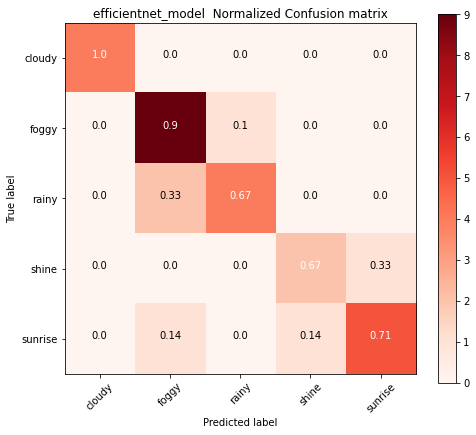 efficientnet_model  Normalized Confusion matrix
cloudy 1.0 0.0 0.0 0.0 0.0
foggy 0.0 0.9 0.1 0.0 0.0
rainy 0.0 0.33 0.67 0.0 0.0
shine 0.0 0.0 0.0 0.67 0.33
sunrise 0.0 0.14 0.0 0.14 0.71
True label
cloudy foggy rainy shine sunrise
Predicted label
9
8
7
6
5
4
3
2
1
0